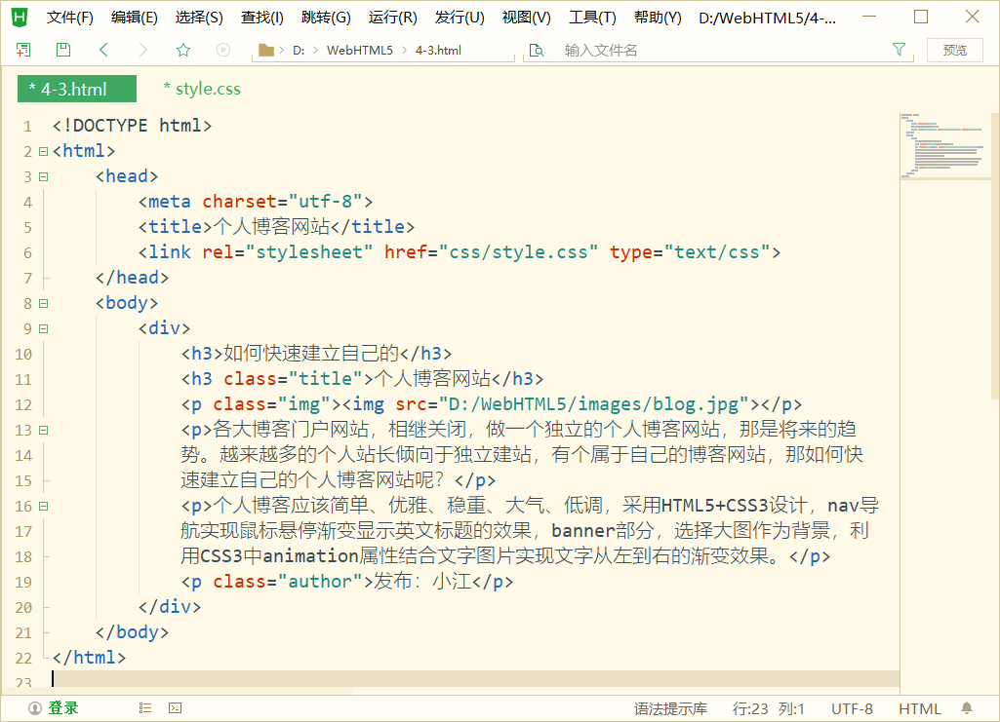 H 文件(F) 编辑(E) 选择(S) 查找(I) 跳转(G) 运行(R) 发行(U) 视图(V) 工具(T) 帮助(Y) D:/WebHTML5/4-...
D: > WebHTML5 > 4-3.html 输入文件名 预览
* 4-3.html * style.css
1 <!DOCTYPE html>
2 <html>
3 <head>
4 <meta charset="utf-8">
5 <title>个人博客网站</title>
6 <link rel="stylesheet" href="css/style.css" type="text/css">
7 </head>
8 <body>
9 <div>
10 <h3>如何快速建立自己的</h3>
11 <h3 class="title">个人博客网站</h3>
12 <p class="img"><img src="D:/WebHTML5/images/blog.jpg"></p>
13 <p>各大博客门户网站，相继关闭，做一个独立的个人博客网站，那是将来的趋
14 势。越来越多的个人站长倾向于独立建站，有个属于自己的博客网站，那如何快
15 速建立自己的个人博客网站呢？</p>
16 <p>个人博客应该简单、优雅、稳重、大气、低调，采用HTML5+CSS3设计，nav导
17 航实现鼠标悬停渐变显示英文标题的效果，banner部分，选择大图作为背景，利
18 用CSS3中animation属性结合文字图片实现文字从左到右的渐变效果。</p>
19 <p class="author">发布：小江</p>
20 </div>
21 </body>
22 </html>
23
登录 语法提示库 行:23 列:1 UTF-8 HTML